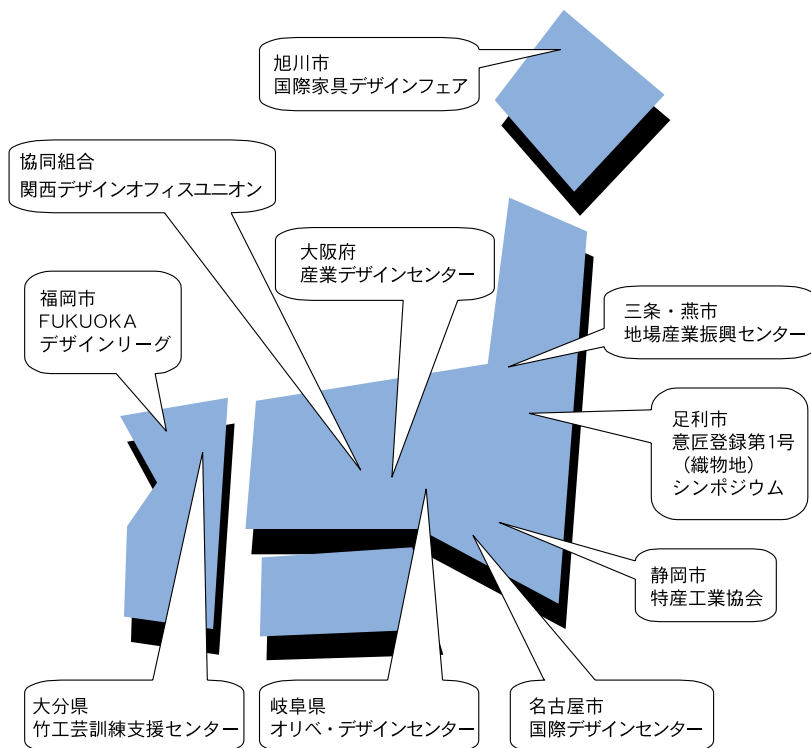 旭川市
国際家具デザインフェア
協同組合
関西デザインオフィスユニオン
大阪府
産業デザインセンター
福岡市
FUKUOKA
デザインリーグ
三条・燕市
地場産業振興センター
足利市
意匠登録第1号
（織物地）
シンポジウム
静岡市
特産工業協会
大分県
竹工芸訓練支援センター
岐阜県
オリベ・デザインセンター
名古屋市
国際デザインセンター